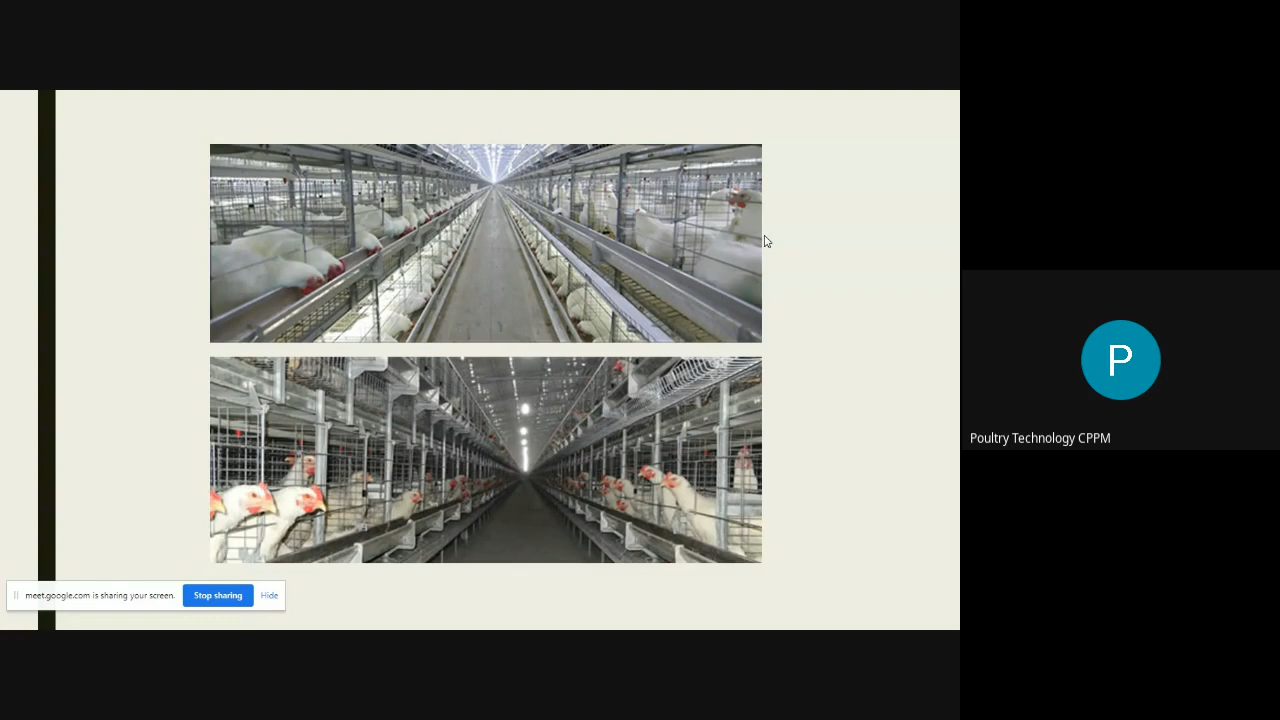 P
Poultry Technology CPPM
meet.google.com is sharing your screen.
Stop sharing
Hide